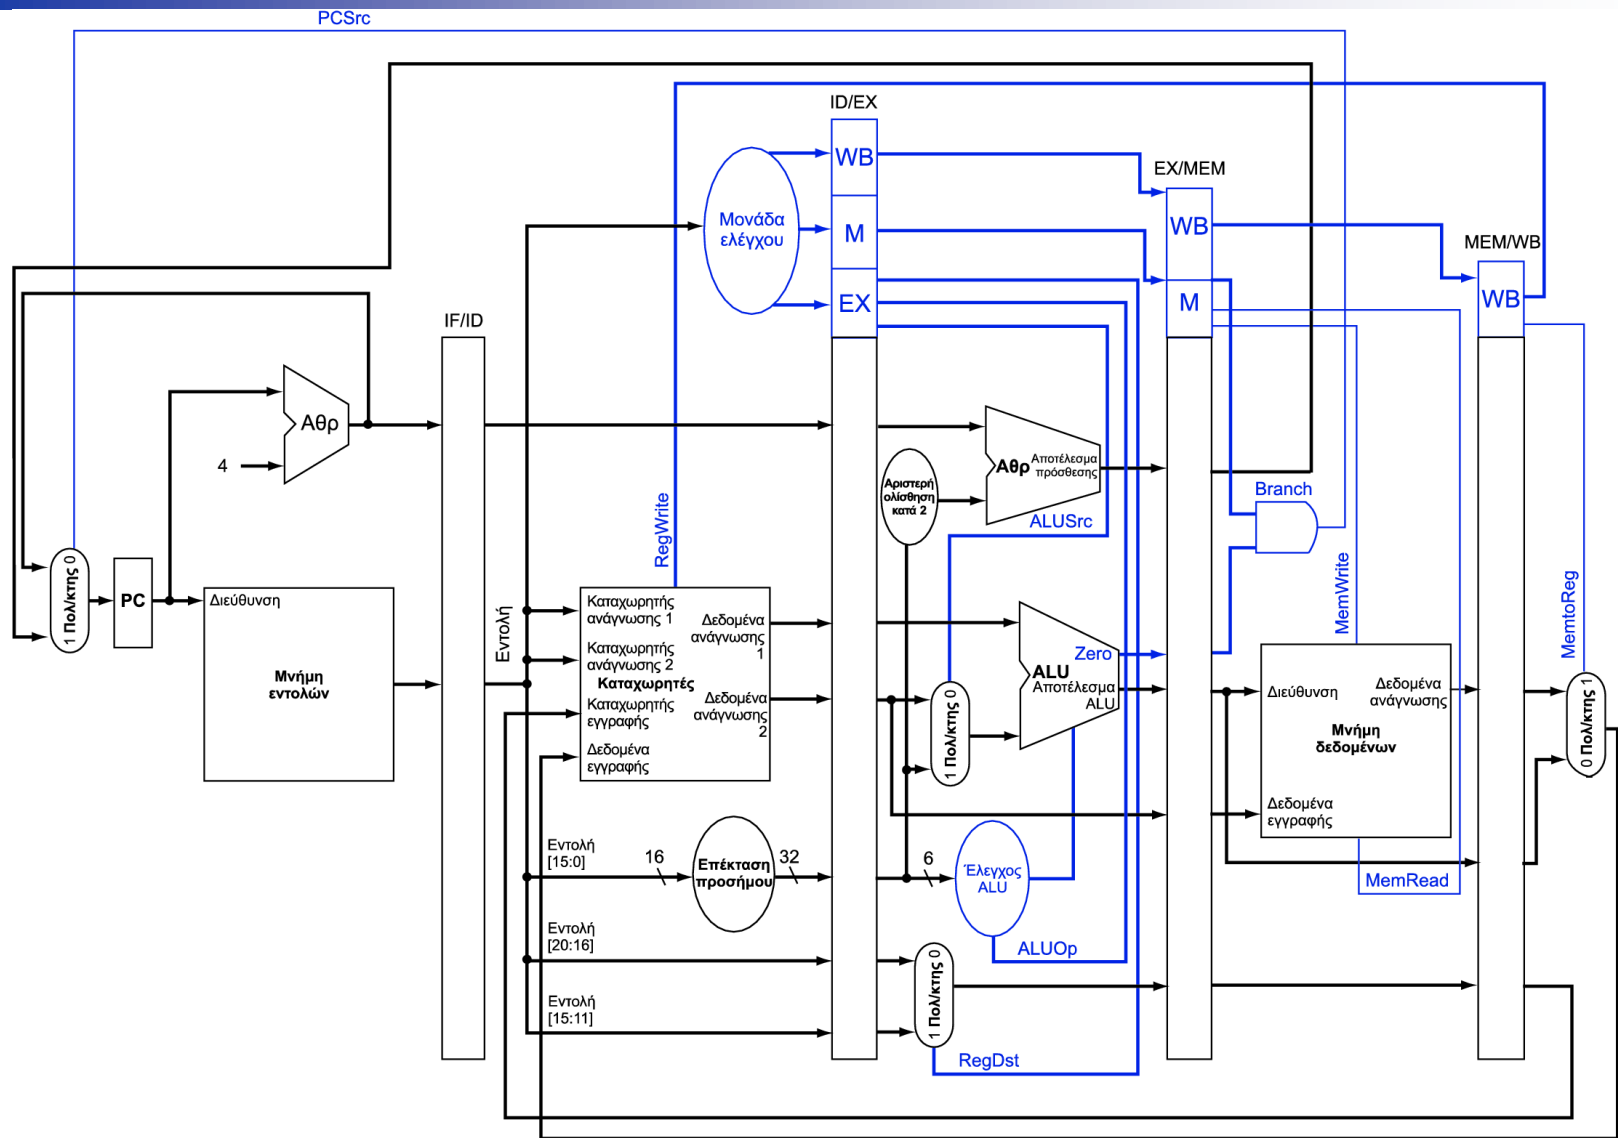 PCSrc
ID/EX
WB
EX/MEM
Μονάδα
ελέγχου
M
WB
MEM/WB
EX
M
WB
IF/ID
Αθρ
4
Αριστερή
ολίσθηση
κατά 2
Αθρ
Αποτέλεσμα
πρόσθεσης
ALUSrc
Branch
RegWrite
MemWrite
MemtoReg
1 Πολ/κτης 0
PC
Διεύθυνση
Μνήμη
εντολών
Εντολή
Καταχωρητής
ανάγνωσης 1
Καταχωρητής
ανάγνωσης 2
Καταχωρητές
Καταχωρητής
εγγραφής
Δεδομένα
εγγραφής
Δεδομένα
ανάγνωσης
1
Δεδομένα
ανάγνωσης
2
1 Πολ/κτης 0
Zero
ALU
Αποτέλεσμα
ALU
Διεύθυνση
Δεδομένα
ανάγνωσης
Μνήμη
δεδομένων
Δεδομένα
εγγραφής
0 Πολ/κτης 1
Εντολή
[15:0]
16
Επέκταση
προσήμου
32
6
Έλεγχος
ALU
MemRead
Εντολή
[20:16]
ALUOp
1 Πολ/κτης 0
Εντολή
[15:11]
RegDst